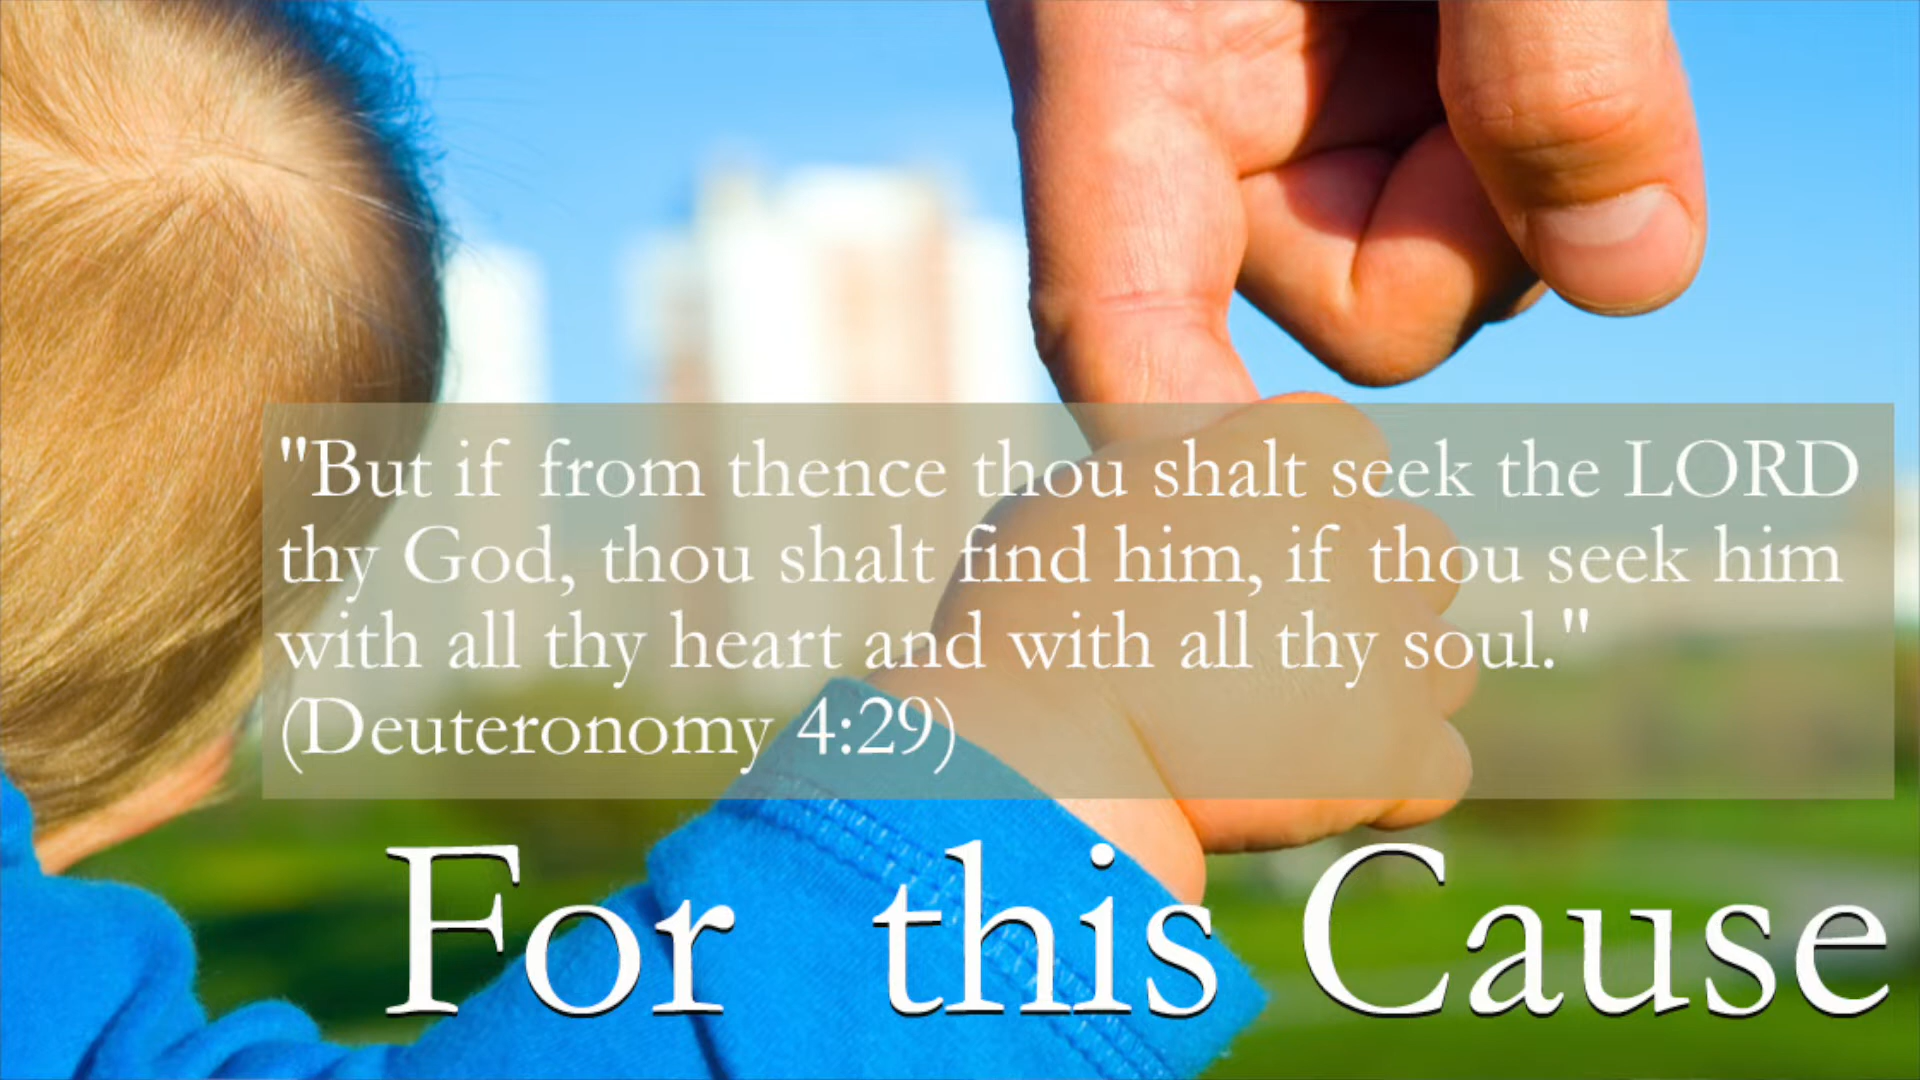 "But if from thence thou shalt seek the LORD
thy God, thou shalt find him, if thou seek him
with all thy heart and with all thy soul."
(Deuteronomy 4:29)
For this Cause